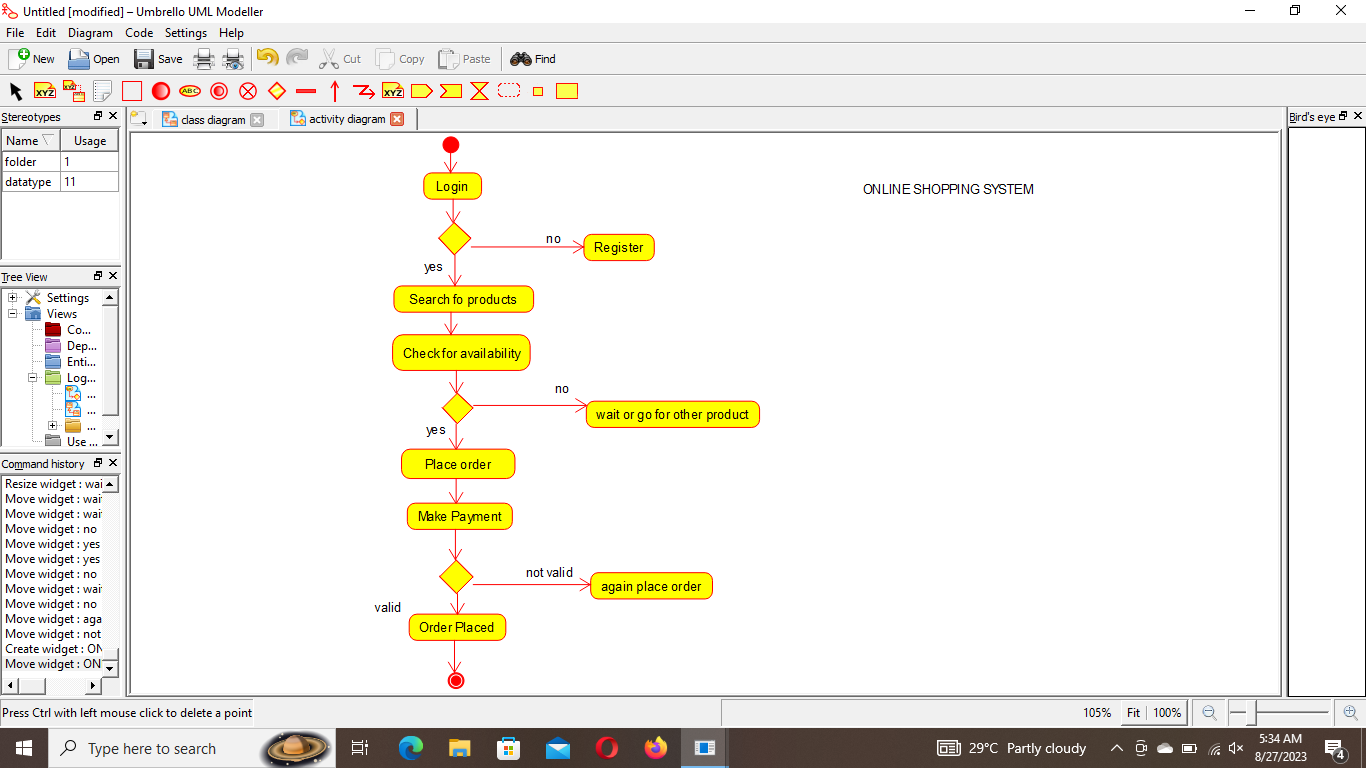 Untitled [modified] – Umbrello UML Modeller
File Edit Diagram Code Settings Help
New Open Save Cut Copy Paste Find
XYZ XYZ ABC XYZ
Stereotypes
Name Usage
folder 1
datatype 11
Tree View
Settings
Views
Co...
Dep...
Enti...
Log...
...
...
...
Use ...
Command history
Resize widget : wai
Move widget : wait
Move widget : wait
Move widget : no
Move widget : yes
Move widget : yes
Move widget : no
Move widget : wait
Move widget : no
Move widget : aga
Move widget : not
Create widget : ON
Move widget : ON
class diagram activity diagram
Bird's eye
ONLINE SHOPPING SYSTEM
Login
no
Register
yes
Search fo products
Check for availability
no
wait or go for other product
yes
Place order
Make Payment
not valid
again place order
valid
Order Placed
Press Ctrl with left mouse click to delete a point
105% Fit 100%
Type here to search
29°C Partly cloudy
5:34 AM
8/27/2023
4